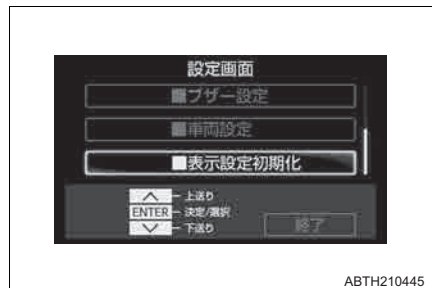 設定画面
■ブザー設定
■車両設定
■表示設定初期化
上送り
ENTER 決定/選択
下送り
終了
ABTH210445